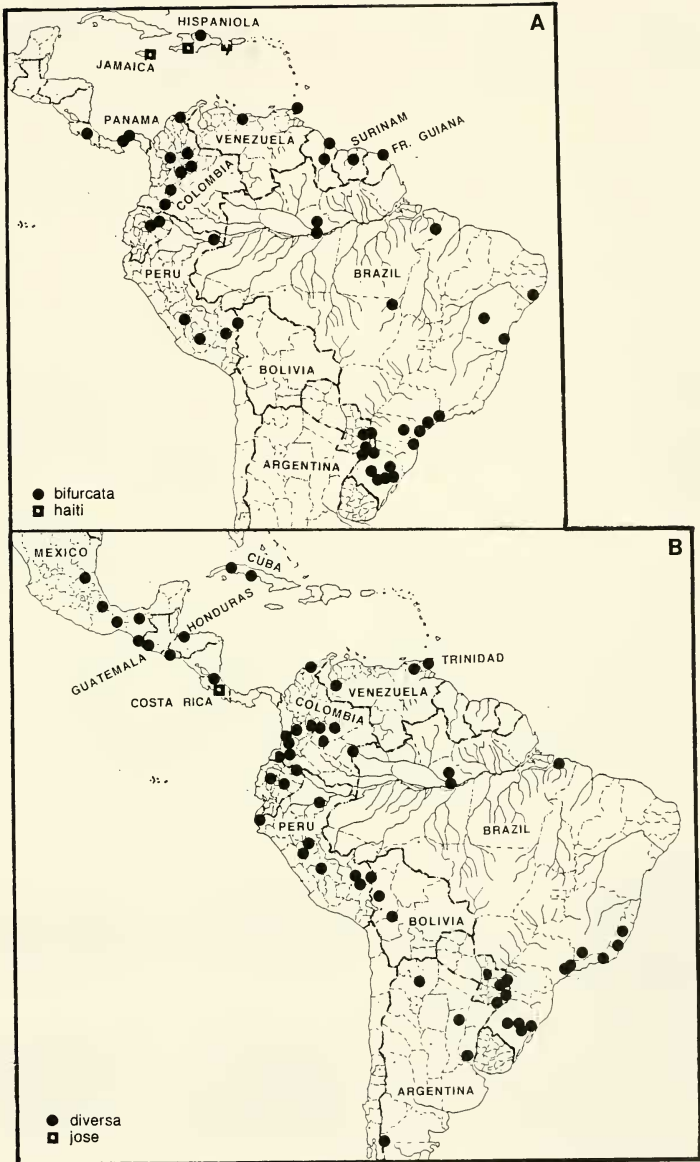 A
HISPANIOLA
JAMAICA
PANAMA
VENEZUELA
SURINAM
FR. GUIANA
COLOMBIA
PERU
BRAZIL
BOLIVIA
ARGENTINA
bifurcata
haiti
B
MEXICO
CUBA
HONDURAS
GUATEMALA
TRINIDAD
COSTA RICA
VENEZUELA
COLOMBIA
PERU
BRAZIL
BOLIVIA
ARGENTINA
diversa
jose